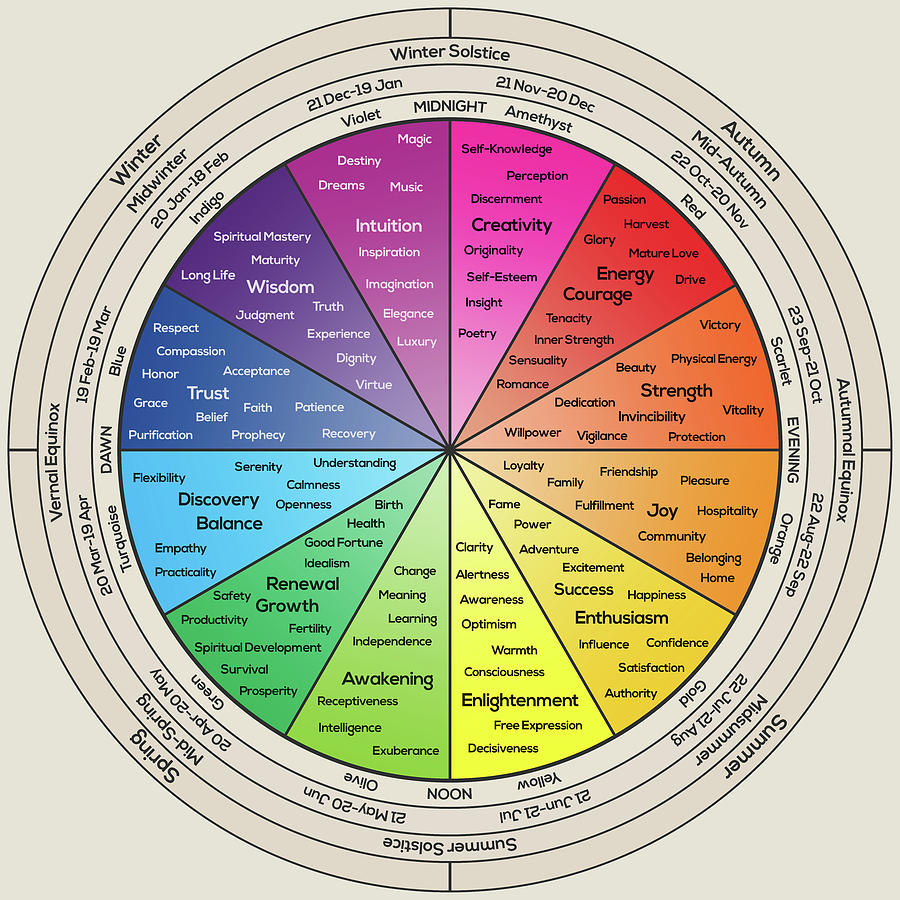 Winter Solstice
21 Dec-19 Jan
21 Nov-20 Dec
Violet
MIDNIGHT
Amethyst
Autumn
Mid-Autumn
22 Oct-20 Nov
Red
23 Sep-21 Oct
Scarlet
EVENING
Autumnal Equinox
22 Aug-22 Sep
Orange
Summer
Midsummer
22 Jul-21 Aug
Gold
21 Jun-21 Jul
Yellow
NOON
Summer Solstice
21 May-20 Jun
Olive
Spring
Mid-Spring
20 Apr-20 May
Green
20 Mar-19 Apr
Turquoise
Vernal Equinox
DAWN
19 Feb-19 Mar
Blue
Winter
Midwinter
20 Jan-18 Feb
Indigo
Self-Knowledge
Perception
Discernment
Creativity
Originality
Self-Esteem
Insight
Poetry
Passion
Harvest
Glory
Mature Love
Energy
Drive
Courage
Tenacity
Inner Strength
Sensuality
Romance
Victory
Physical Energy
Beauty
Strength
Dedication
Vitality
Invincibility
Willpower
Vigilance
Protection
Loyalty
Friendship
Family
Pleasure
Fulfillment
Joy
Hospitality
Community
Belonging
Home
Fame
Power
Adventure
Excitement
Success
Happiness
Enthusiasm
Influence
Confidence
Satisfaction
Authority
Clarity
Alertness
Awareness
Optimism
Warmth
Consciousness
Enlightenment
Free Expression
Decisiveness
Change
Meaning
Learning
Independence
Awakening
Receptiveness
Intelligence
Exuberance
Birth
Health
Good Fortune
Idealism
Renewal
Safety
Growth
Productivity
Fertility
Spiritual Development
Survival
Prosperity
Understanding
Serenity
Flexibility
Calmness
Discovery
Openness
Balance
Empathy
Practicality
Respect
Compassion
Honor
Acceptance
Trust
Grace
Faith
Patience
Belief
Purification
Prophecy
Recovery
Spiritual Mastery
Maturity
Long Life
Wisdom
Truth
Judgment
Experience
Dignity
Virtue
Magic
Destiny
Dreams
Music
Intuition
Inspiration
Imagination
Elegance
Luxury